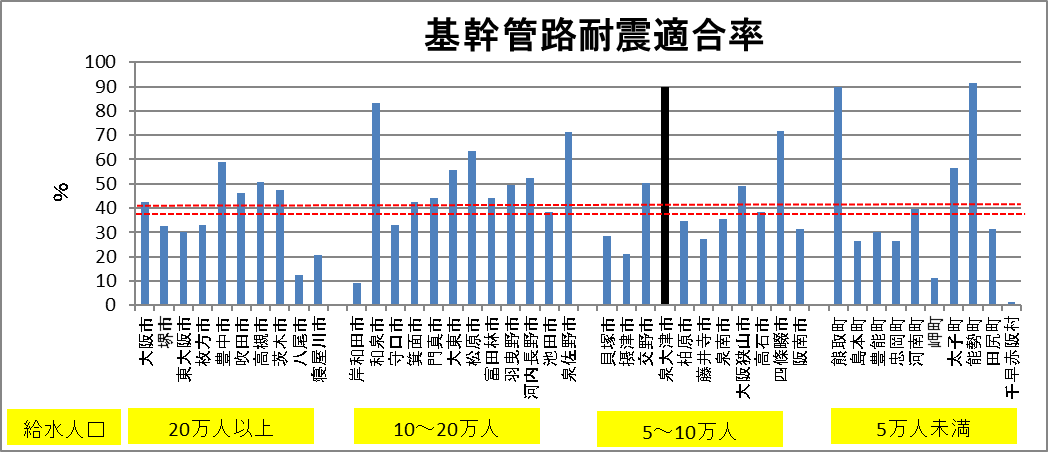 基幹管路耐震適合率
%
100
90
80
70
60
50
40
30
20
10
0
大阪市
堺市
東大阪市
枚方市
豊中市
吹田市
高槻市
茨木市
八尾市
寝屋川市
岸和田市
和泉市
守口市
箕面市
門真市
大東市
松原市
富田林市
羽曳野市
河内長野市
池田市
泉佐野市
貝塚市
摂津市
交野市
泉大津市
柏原市
藤井寺市
泉南市
大阪狭山市
高石市
四條畷市
阪南市
熊取町
島本町
豊能町
忠岡町
河南町
岬町
太子町
能勢町
田尻町
千早赤阪村
給水人口
20万人以上
10～20万人
5～10万人
5万人未満